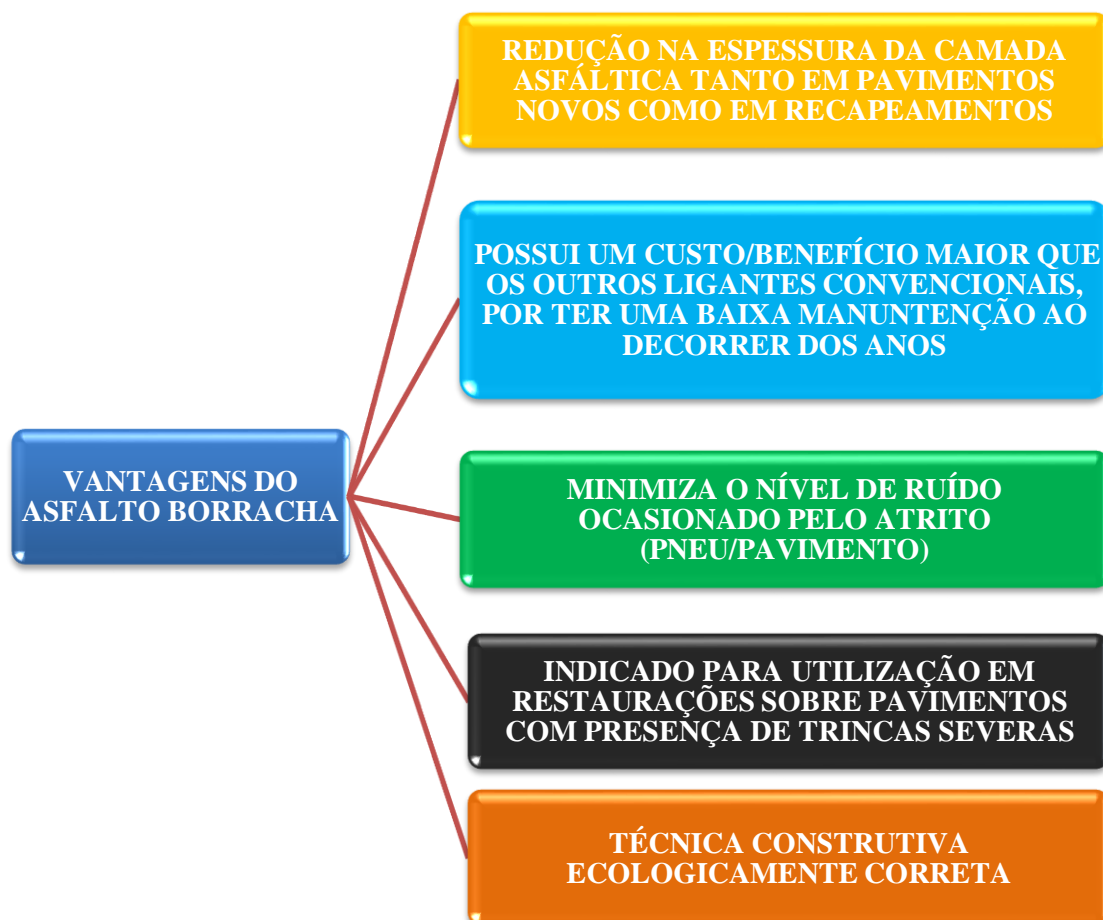 VANTAGENS DO
ASFALTO BORRACHA
REDUÇÃO NA ESPESSURA DA CAMADA
ASFÁLTICA TANTO EM PAVIMENTOS
NOVOS COMO EM RECAPEAMENTOS
POSSUI UM CUSTO/BENEFÍCIO MAIOR QUE
OS OUTROS LIGANTES CONVENCIONAIS,
POR TER UMA BAIXA MANUNTENÇÃO AO
DECORRER DOS ANOS
MINIMIZA O NÍVEL DE RUÍDO
OCASIONADO PELO ATRITO
(PNEU/PAVIMENTO)
INDICADO PARA UTILIZAÇÃO EM
RESTAURAÇÕES SOBRE PAVIMENTOS
COM PRESENÇA DE TRINCAS SEVERAS
TÉCNICA CONSTRUTIVA
ECOLOGICAMENTE CORRETA